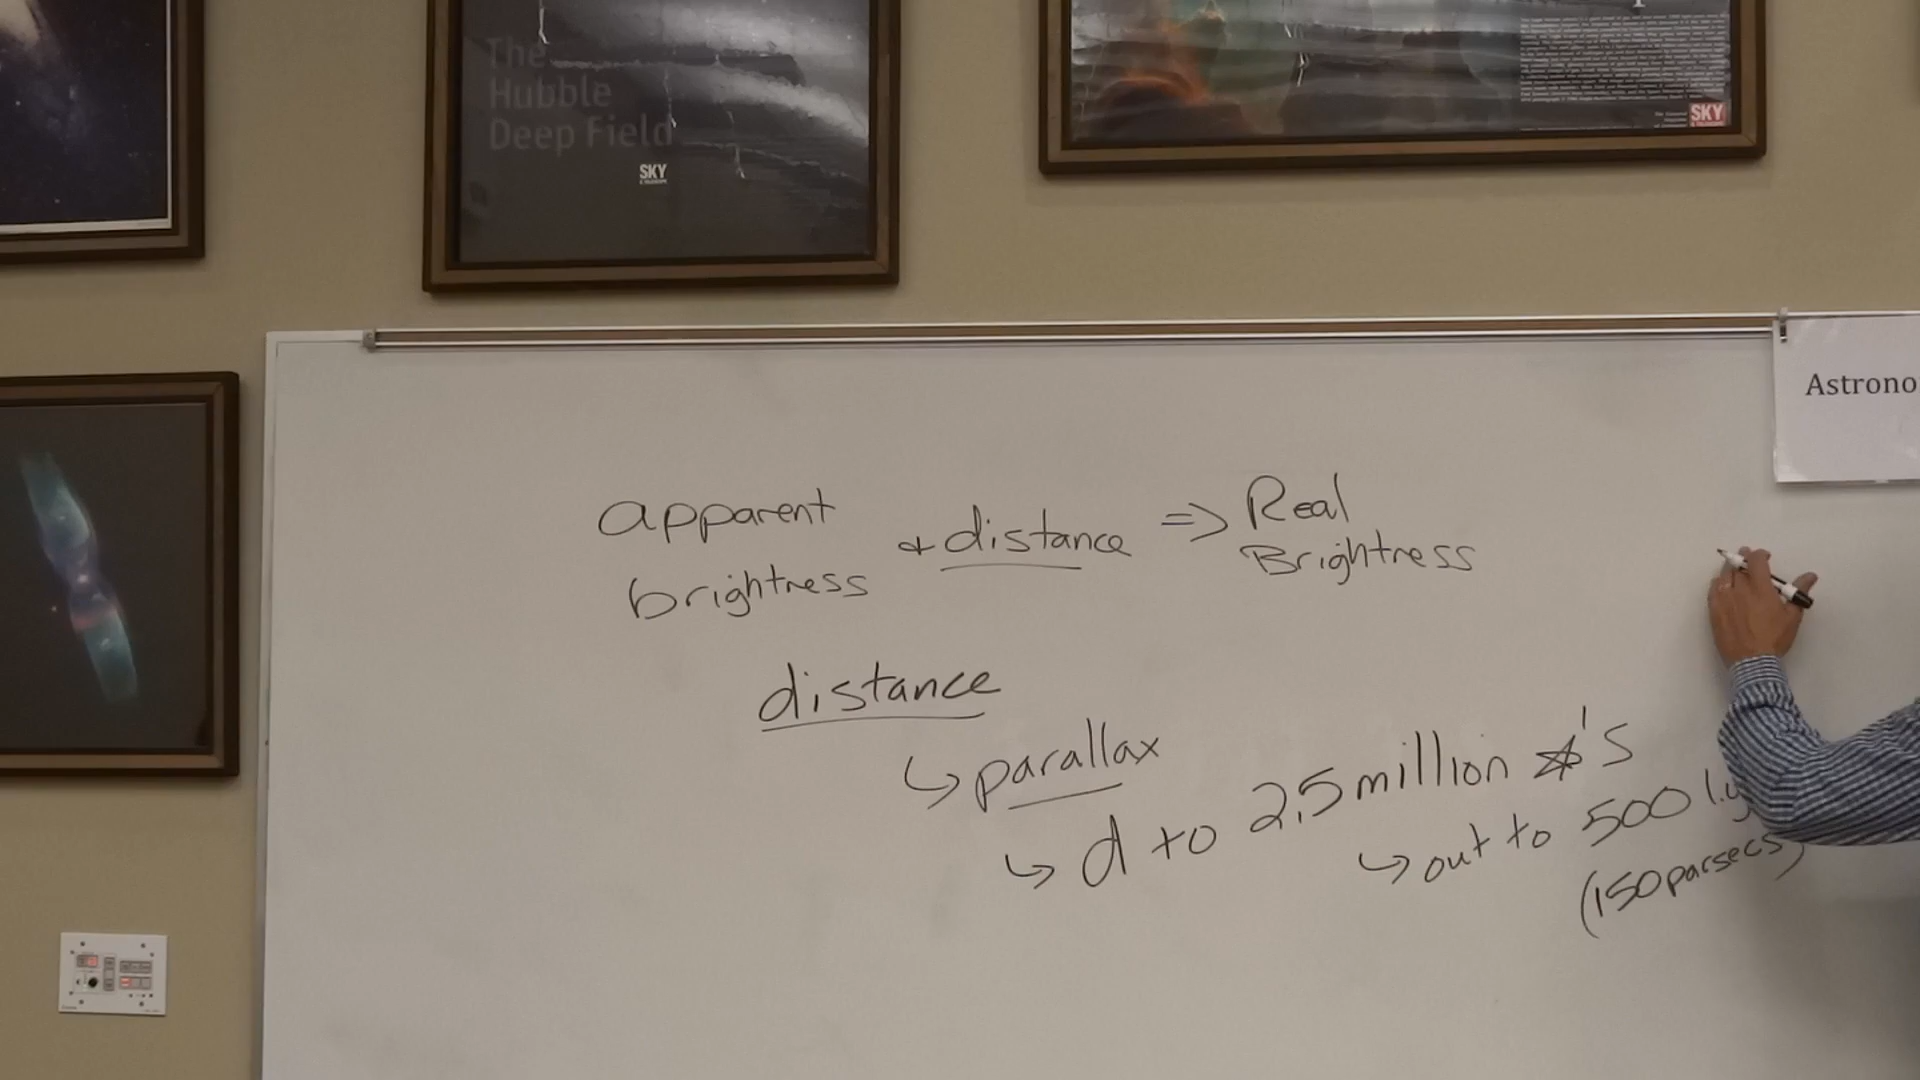 The
Hubble
Deep Field
SKY
SKY
Astrono
apparent
brightness
+ distance
=> Real
Brightness
distance
↳ parallax
↳ d to 2.5 million ☆'s
↳ out to 500 l.y
(150 parsecs)